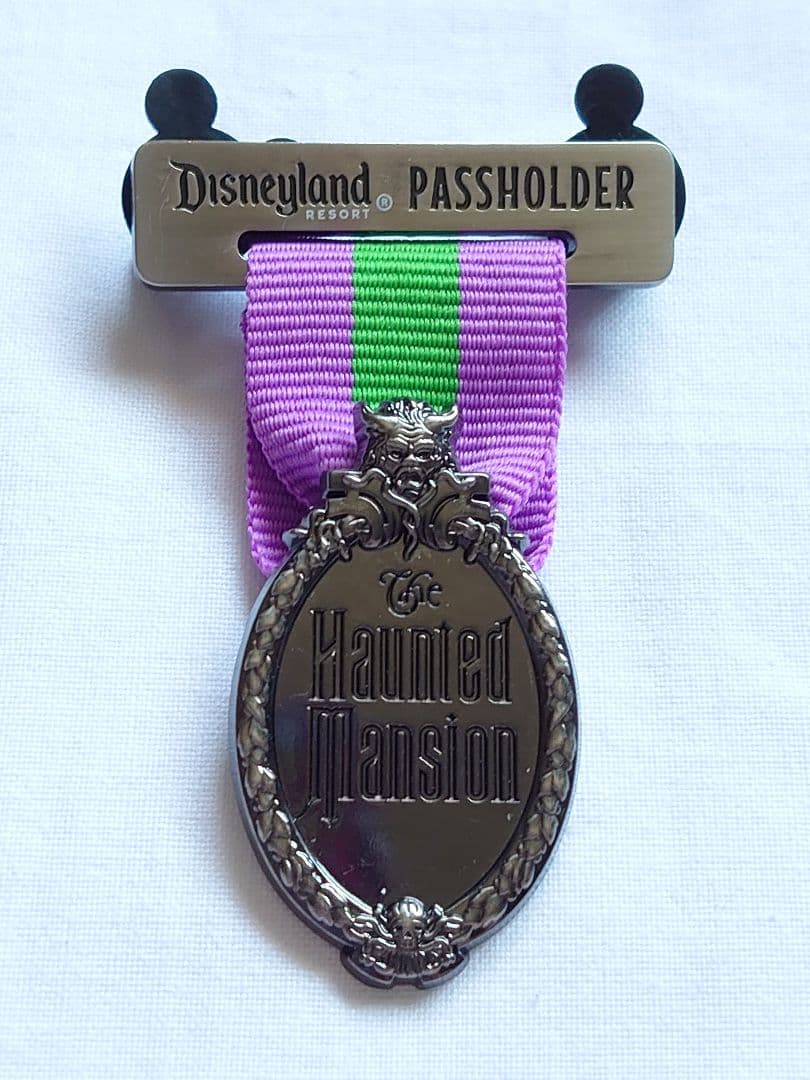 Disneyland RESORT ® PASSHOLDER
The
Haunted
Mansion